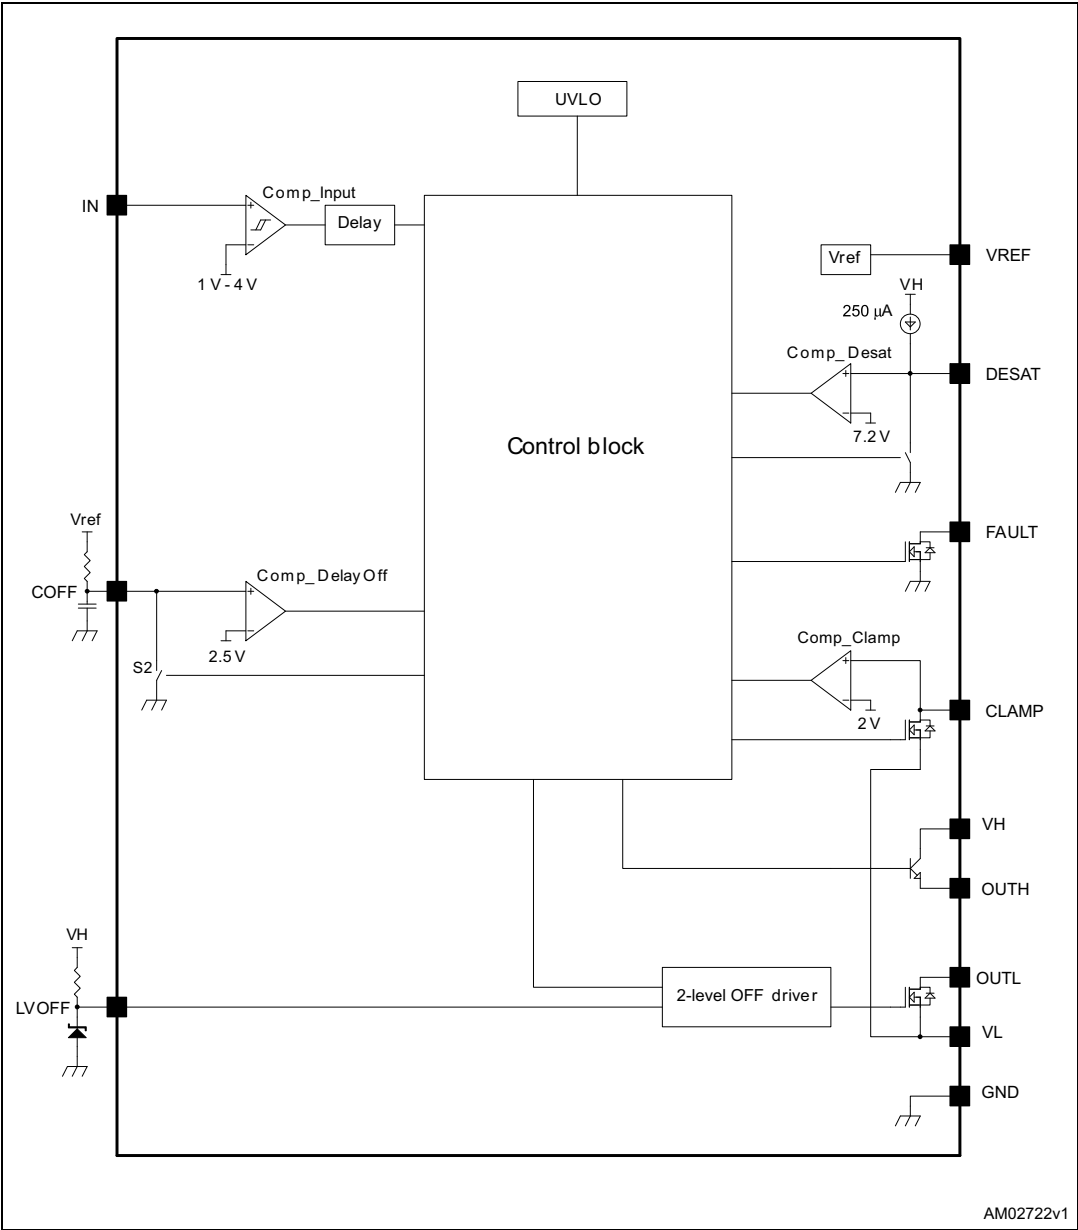 UVLO
IN
Comp_Input
+
Delay
-
1 V - 4 V
Vref
VREF
VH
250 µA
Comp_Desat
+
DESAT
-
7.2 V
Control block
Vref
FAULT
COFF
Comp_DelayOff
+
-
2.5 V
S2
Comp_Clamp
+
-
2 V
CLAMP
VH
OUTH
VH
LVOFF
2-level OFF driver
OUTL
VL
GND
AM02722v1